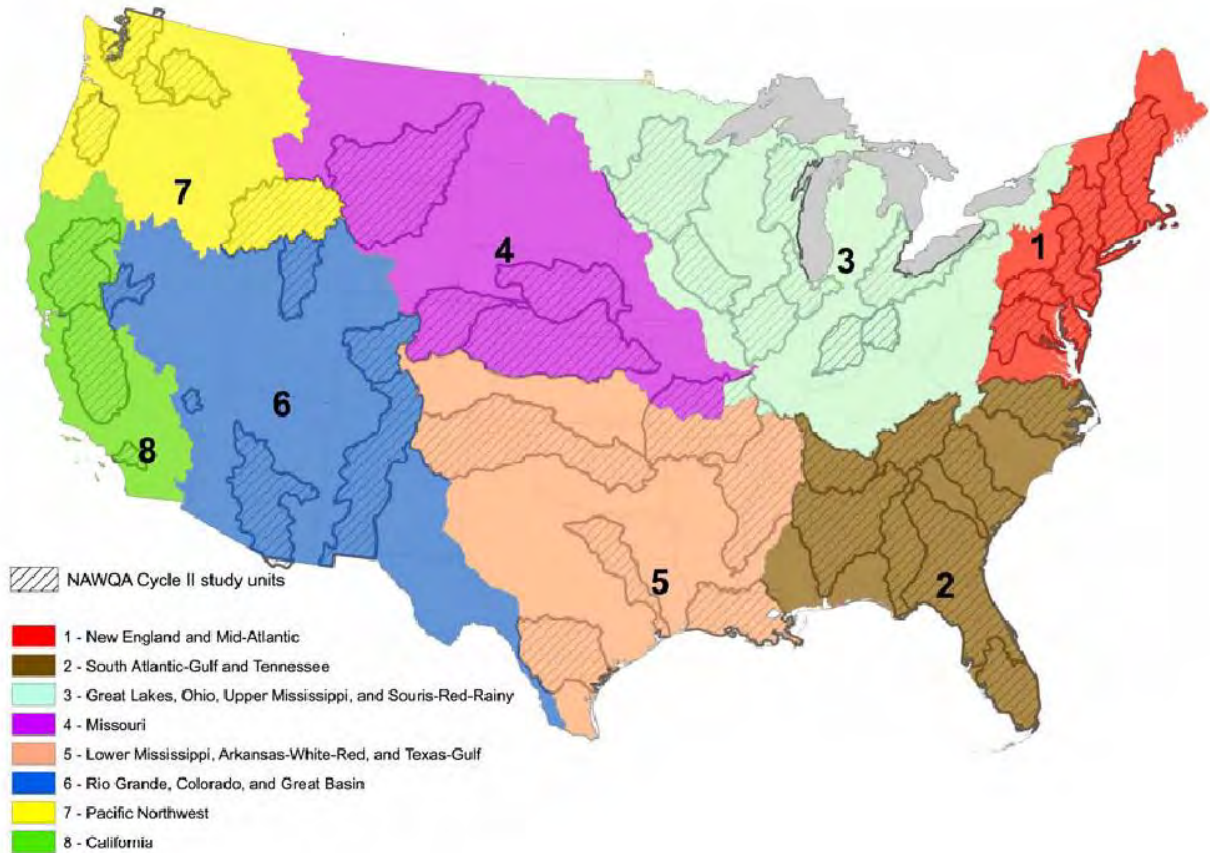 7
4
3
1
6
8
5
2
NAWQA Cycle II study units
1 - New England and Mid-Atlantic
2 - South Atlantic-Gulf and Tennessee
3 - Great Lakes, Ohio, Upper Mississippi, and Souris-Red-Rainy
4 - Missouri
5 - Lower Mississippi, Arkansas-White-Red, and Texas-Gulf
6 - Rio Grande, Colorado, and Great Basin
7 - Pacific Northwest
8 - California